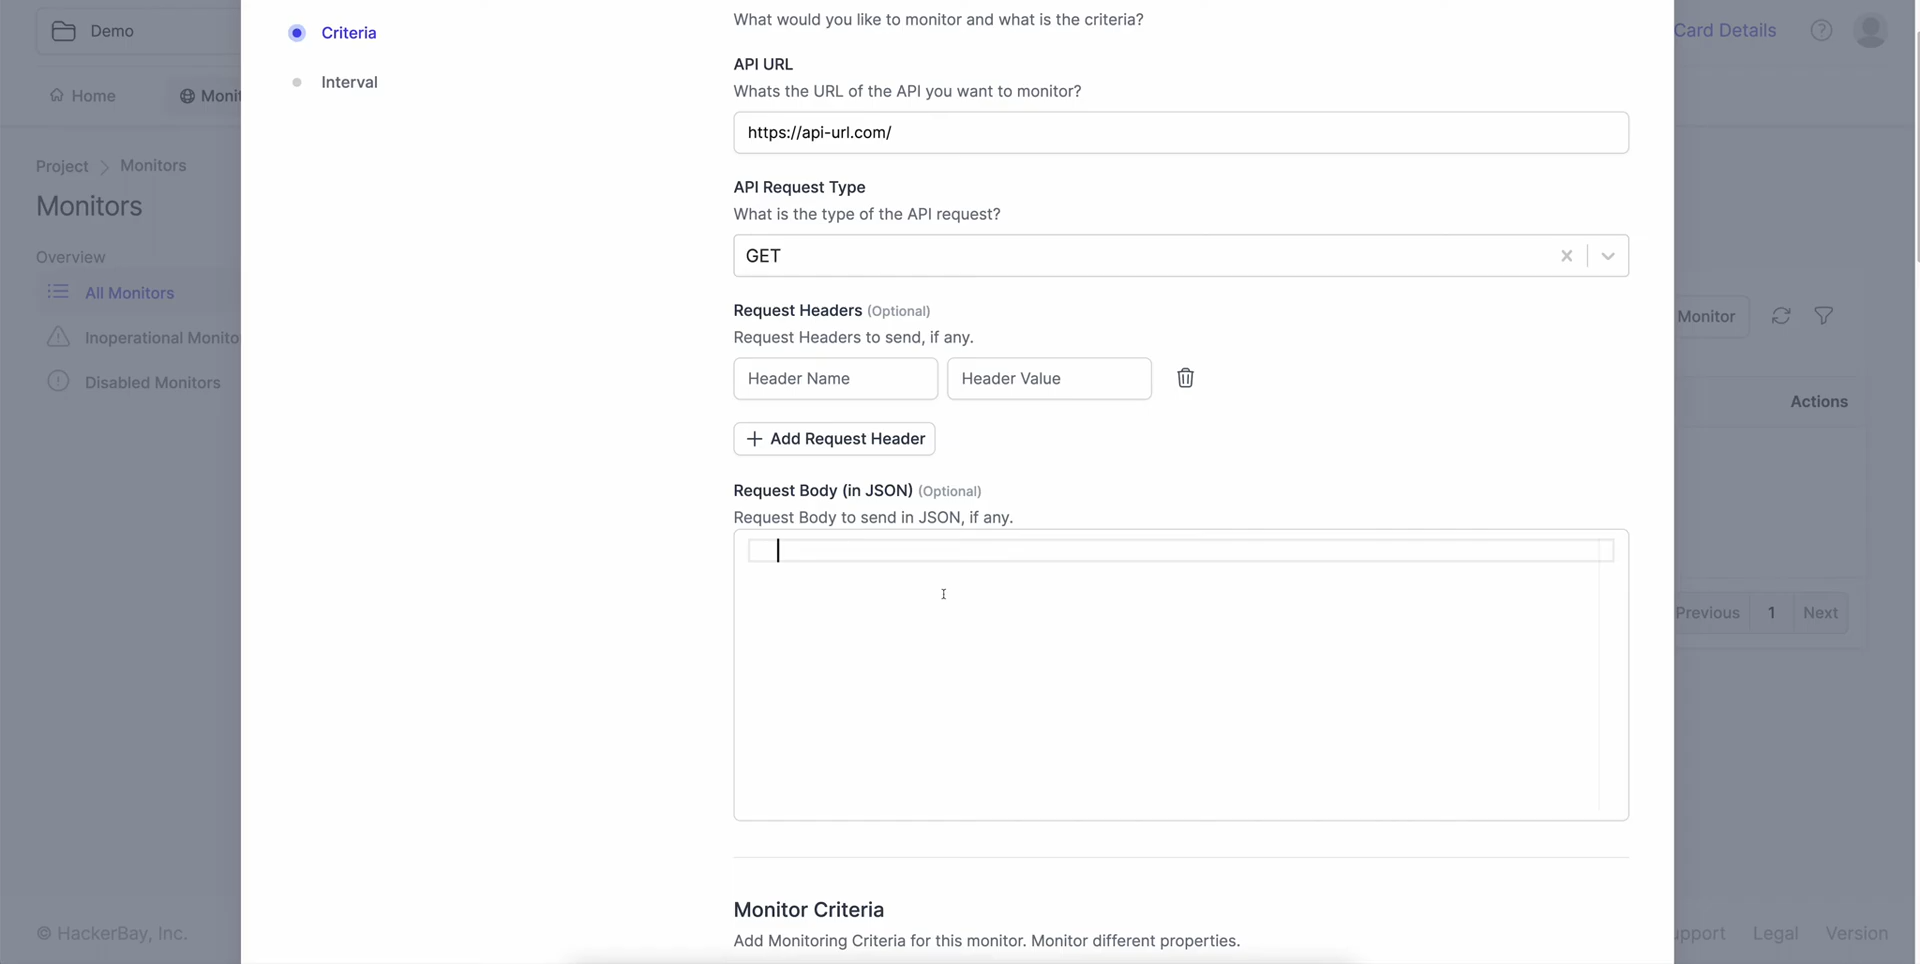 Demo
Card Details
Home
Monit
Project
Monitors
Monitors
Overview
All Monitors
Inoperational Monito
Disabled Monitors
© HackerBay, Inc.
Criteria
Interval
What would you like to monitor and what is the criteria?
API URL
Whats the URL of the API you want to monitor?
https://api-url.com/
API Request Type
What is the type of the API request?
GET
Request Headers (Optional)
Request Headers to send, if any.
Header Name
Header Value
Add Request Header
Request Body (in JSON) (Optional)
Request Body to send in JSON, if any.
Monitor Criteria
Add Monitoring Criteria for this monitor. Monitor different properties.
Monitor
Actions
Previous
1
Next
upport
Legal
Version